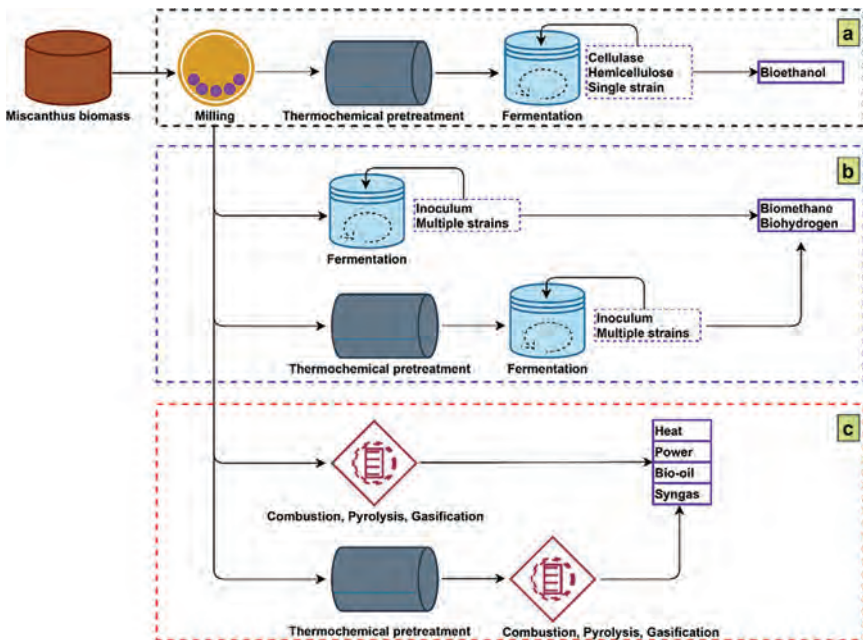 a
Cellulase
Hemicellulose
Single strain
Bioethanol
Miscanthus biomass
Milling
Thermochemical pretreatment
Fermentation
b
Inoculum
Multiple strains
Biomethane
Biohydrogen
Fermentation
Inoculum
Multiple strains
Thermochemical pretreatment
Fermentation
c
Heat
Power
Bio-oil
Syngas
Combustion, Pyrolysis, Gasification
Thermochemical pretreatment
Combustion, Pyrolysis, Gasification